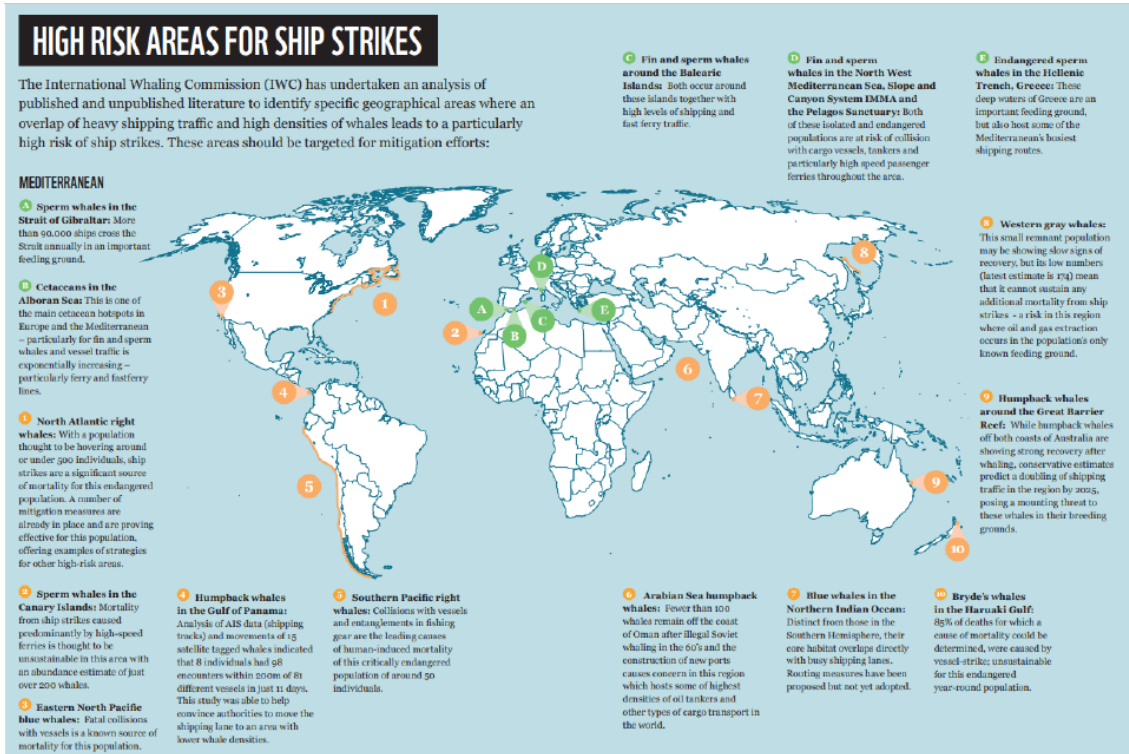 HIGH RISK AREAS FOR SHIP STRIKES
The International Whaling Commission (IWC) has undertaken an analysis of
published and unpublished literature to identify specific geographical areas where an
overlap of heavy shipping traffic and high densities of whales leads to a particularly
high risk of ship strikes. These areas should be targeted for mitigation efforts:
MEDITERRANEAN
A Sperm whales in the
Strait of Gibraltar: More
than 90.000 ships cross the
Strait annually in an important
feeding ground.
B Cetaceans in the
Alboran Sea: This is one of
the main cetacean hotspots in
Europe and the Mediterranean
– particularly for fin and sperm
whales and vessel traffic is
exponentially increasing –
particularly ferry and fastferry
lines.
C Fin and sperm whales
around the Balearic
Islands: Both occur around
these islands together with
high levels of shipping and
fast ferry traffic.
D Fin and sperm
whales in the North West
Mediterranean Sea, Slope and
Canyon System IMMA and
the Pelagos Sanctuary: Both
of these isolated and endangered
populations are at risk of collision
with cargo vessels, tankers and
particularly high speed passenger
ferries throughout the area.
E Endangered sperm
whales in the Hellenic
Trench, Greece: These
deep waters of Greece are an
important feeding ground,
but also host some of the
Mediterranean's busiest
shipping routes.
1 North Atlantic right
whales: With a population
thought to be hovering around
or under 500 individuals, ship
strikes are a significant source
of mortality for this endangered
population. A number of
mitigation measures are
already in place and are proving
effective for this population,
offering examples of strategies
for other high-risk areas.
2 Sperm whales in the
Canary Islands: Mortality
from ship strikes caused
predominantly by high-speed
ferries is thought to be
unsustainable in this area with
an abundance estimate of just
over 200 whales.
3 Eastern North Pacific
blue whales: Fatal collisions
with vessels is a known source of
mortality for this population.
4 Humpback whales
in the Gulf of Panama:
Analysis of AIS data (shipping
tracks) and movements of 15
satellite tagged whales indicated
that 8 individuals had 98
encounters within 200m of 81
different vessels in just 11 days.
This study was able to help
convince authorities to move the
shipping lane to an area with
lower whale densities.
5 Southern Pacific right
whales: Collisions with vessels
and entanglements in fishing
gear are the leading causes
of human-induced mortality
of this critically endangered
population of around 50
individuals.
6 Arabian Sea humpback
whales: Fewer than 100
whales remain off the coast
of Oman after illegal Soviet
whaling in the 60's and the
construction of new ports
causes concern in this region
which hosts some of highest
densities of oil tankers and
other types of cargo transport in
the world.
7 Blue whales in the
Northern Indian Ocean:
Distinct from those in the
Southern Hemisphere, their
core habitat overlaps directly
with busy shipping lanes.
Routing measures have been
proposed but not yet adopted.
8 Western gray whales:
This small remnant population
may be showing slow signs of
recovery, but its low numbers
(latest estimate is 174) mean
that it cannot sustain any
additional mortality from ship
strikes - a risk in this region
where oil and gas extraction
occurs in the population's only
known feeding ground.
9 Humpback whales
around the Great Barrier
Reef: While humpback whales
off both coasts of Australia are
showing strong recovery after
whaling, conservative estimates
predict a doubling of shipping
traffic in the region by 2025,
posing a mounting threat to
these whales in their breeding
grounds.
10 Bryde's whales
in the Haruaki Gulf:
85% of deaths for which a
cause of mortality could be
determined, were caused by
vessel-strike; unsustainable
for this endangered
year-round population.
3
1
2
A
B
C
D
E
4
5
6
7
8
9
10